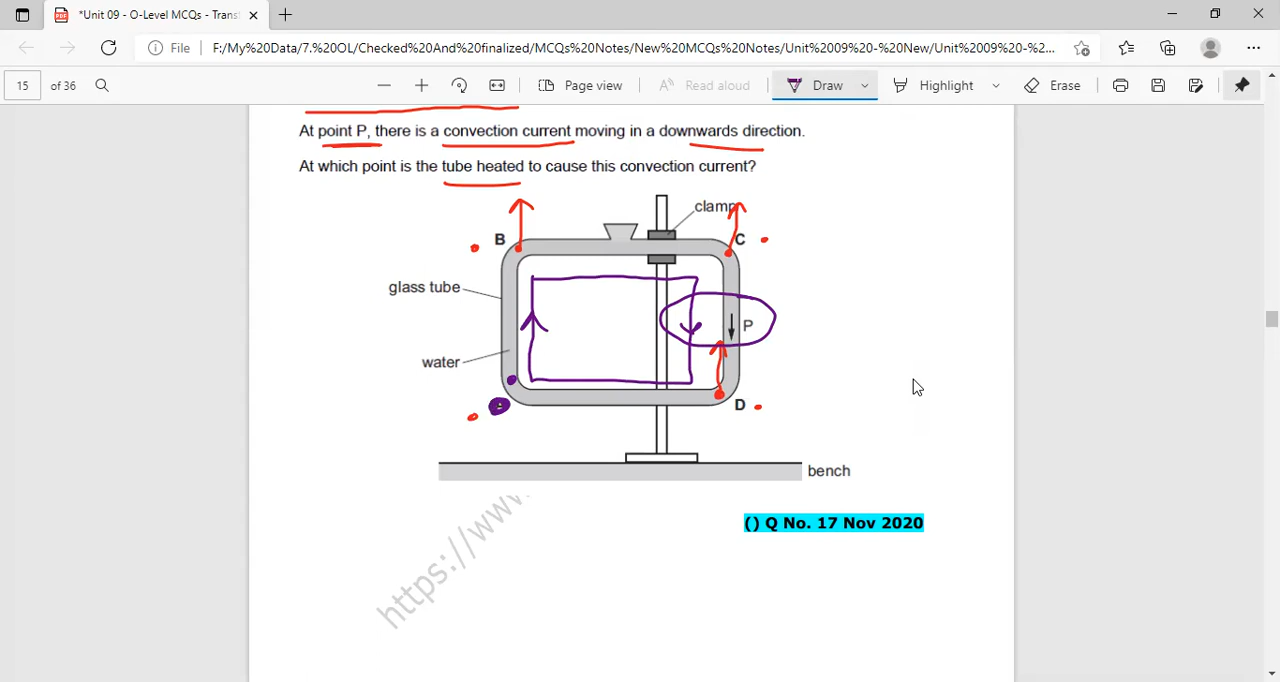 *Unit 09 - O-Level MCQs - Trans
File F:/My%20Data/7.%20OL/Checked%20And%20finalized/MCQs%20Notes/New%20MCQs%20Notes/Unit%2009%20-%20New/Unit%2009%20-%2...
15 of 36 Page view Read aloud Draw Highlight Erase
At point P, there is a convection current moving in a downwards direction.
At which point is the tube heated to cause this convection current?
clamp
B C
glass tube
P
water
D
bench
() Q No. 17 Nov 2020
https://www.